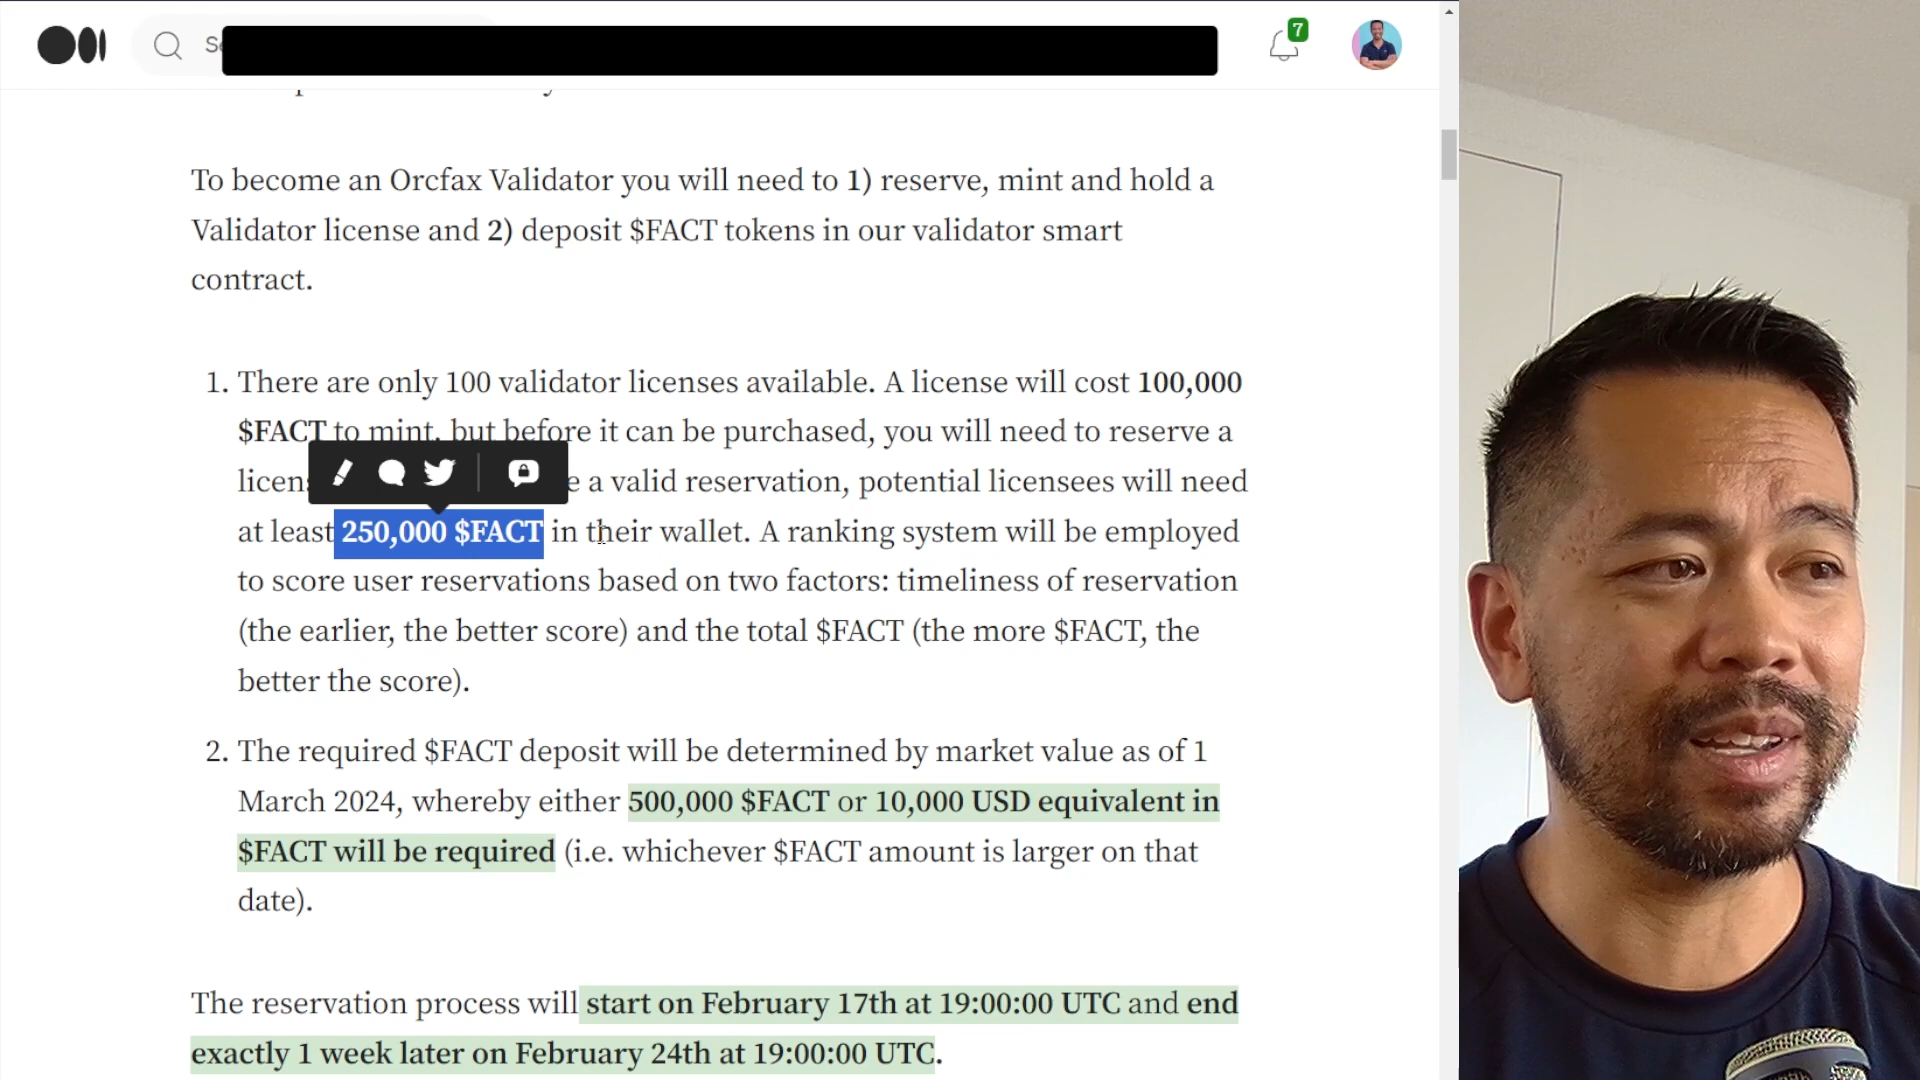 Se
7
To become an Orcfax Validator you will need to 1) reserve, mint and hold a
Validator license and 2) deposit $FACT tokens in our validator smart
contract.
1. There are only 100 validator licenses available. A license will cost 100,000
$FACT to mint, but before it can be purchased, you will need to reserve a
licens e a valid reservation, potential licensees will need
at least 250,000 $FACT in their wallet. A ranking system will be employed
to score user reservations based on two factors: timeliness of reservation
(the earlier, the better score) and the total $FACT (the more $FACT, the
better the score).
2. The required $FACT deposit will be determined by market value as of 1
March 2024, whereby either 500,000 $FACT or 10,000 USD equivalent in
$FACT will be required (i.e. whichever $FACT amount is larger on that
date).
The reservation process will start on February 17th at 19:00:00 UTC and end
exactly 1 week later on February 24th at 19:00:00 UTC.